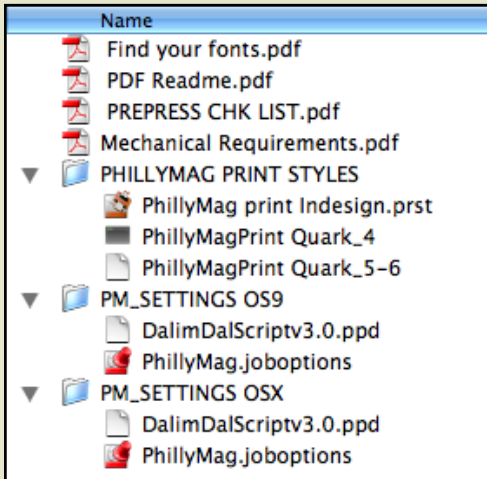 Name
Find your fonts.pdf
PDF Readme.pdf
PREPRESS CHK LIST.pdf
Mechanical Requirements.pdf
PHILLYMAG PRINT STYLES
PhillyMag print Indesign.prst
PhillyMagPrint Quark_4
PhillyMagPrint Quark_5-6
PM_SETTINGS OS9
DalimDalScriptv3.0.ppd
PhillyMag.joboptions
PM_SETTINGS OSX
DalimDalScriptv3.0.ppd
PhillyMag.joboptions